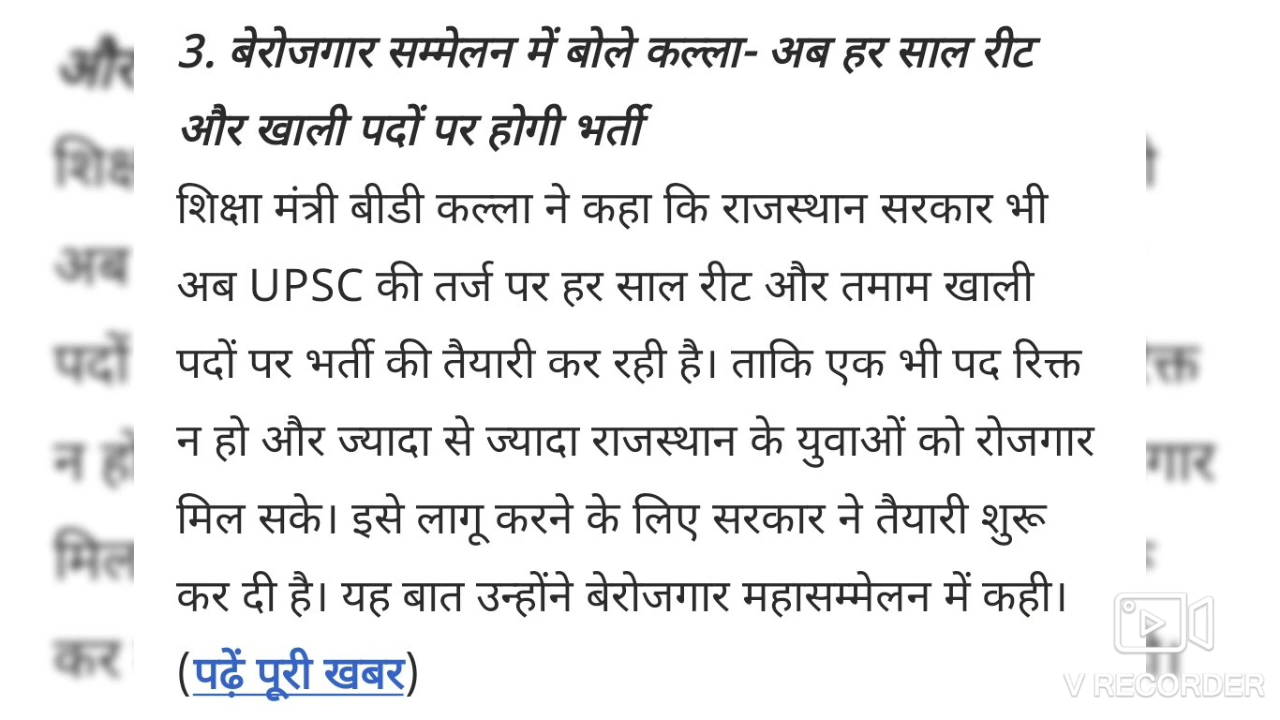 3. बेरोजगार सम्मेलन में बोले कल्ला- अब हर साल रीट
और खाली पदों पर होगी भर्ती
शिक्षा मंत्री बीडी कल्ला ने कहा कि राजस्थान सरकार भी
अब UPSC की तर्ज पर हर साल रीट और तमाम खाली
पदों पर भर्ती की तैयारी कर रही है। ताकि एक भी पद रिक्त
न हो और ज्यादा से ज्यादा राजस्थान के युवाओं को रोजगार
मिल सके। इसे लागू करने के लिए सरकार ने तैयारी शुरू
कर दी है। यह बात उन्होंने बेरोजगार महासम्मेलन में कही।
(पढ़ें पूरी खबर)
V RECORDER